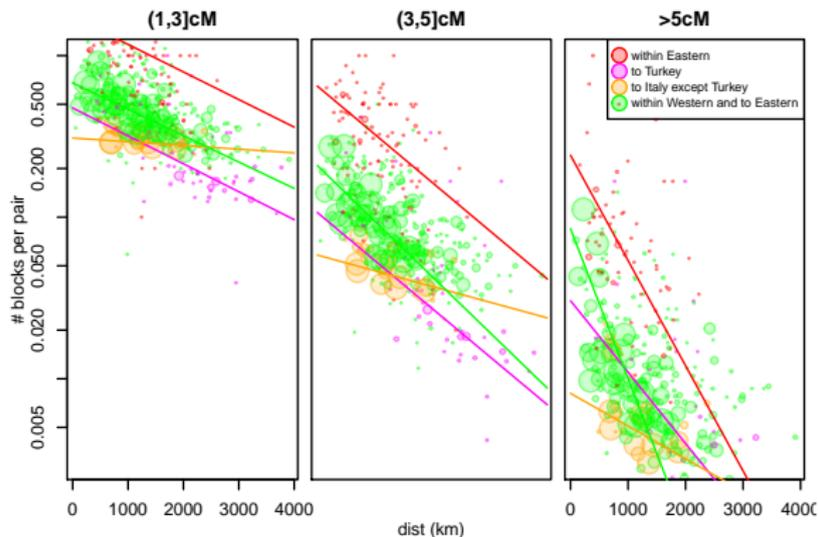 (1,3]cM
(3,5]cM
>5cM
within Eastern
to Turkey
to Italy except Turkey
within Western and to Eastern
# blocks per pair
0.500
0.200
0.050
0.020
0.005
0 1000 2000 3000 4000
0 1000 2000 3000 400
dist (km)